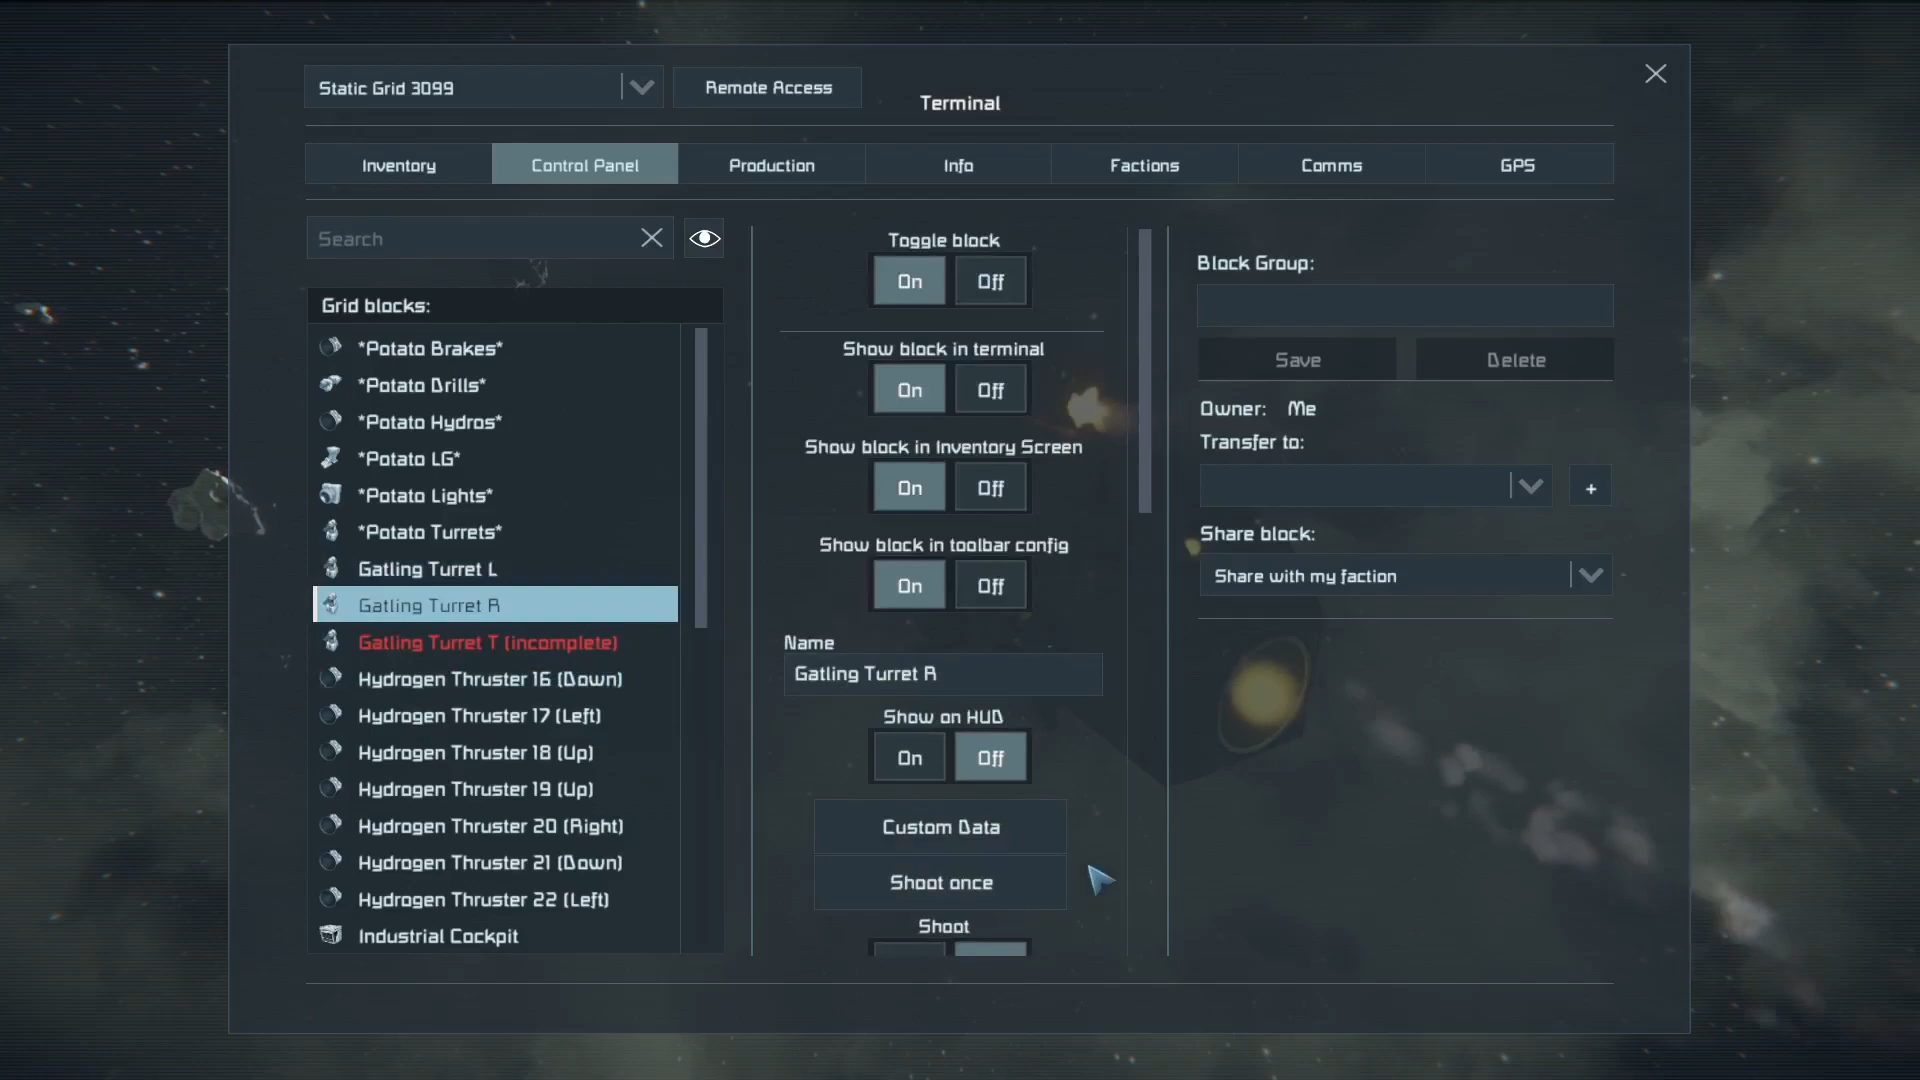 Static Grid 3099
Remote Access
Terminal
Inventory
Control Panel
Production
Info
Factions
Comms
GPS
Search
Grid blocks:
*Potato Brakes*
*Potato Drills*
*Potato Hydros*
*Potato LG*
*Potato Lights*
*Potato Turrets*
Gatling Turret L
Gatling Turret R
Gatling Turret T (incomplete)
Hydrogen Thruster 16 (Down)
Hydrogen Thruster 17 (Left)
Hydrogen Thruster 18 (Up)
Hydrogen Thruster 19 (Up)
Hydrogen Thruster 20 (Right)
Hydrogen Thruster 21 (Down)
Hydrogen Thruster 22 (Left)
Industrial Cockpit
Toggle block
On Off
Show block in terminal
On Off
Show block in Inventory Screen
On Off
Show block in toolbar config
On Off
Name
Gatling Turret R
Show on HUD
On Off
Custom Data
Shoot once
Shoot
Block Group:
Save Delete
Owner: Me
Transfer to:
+
Share block:
Share with my faction